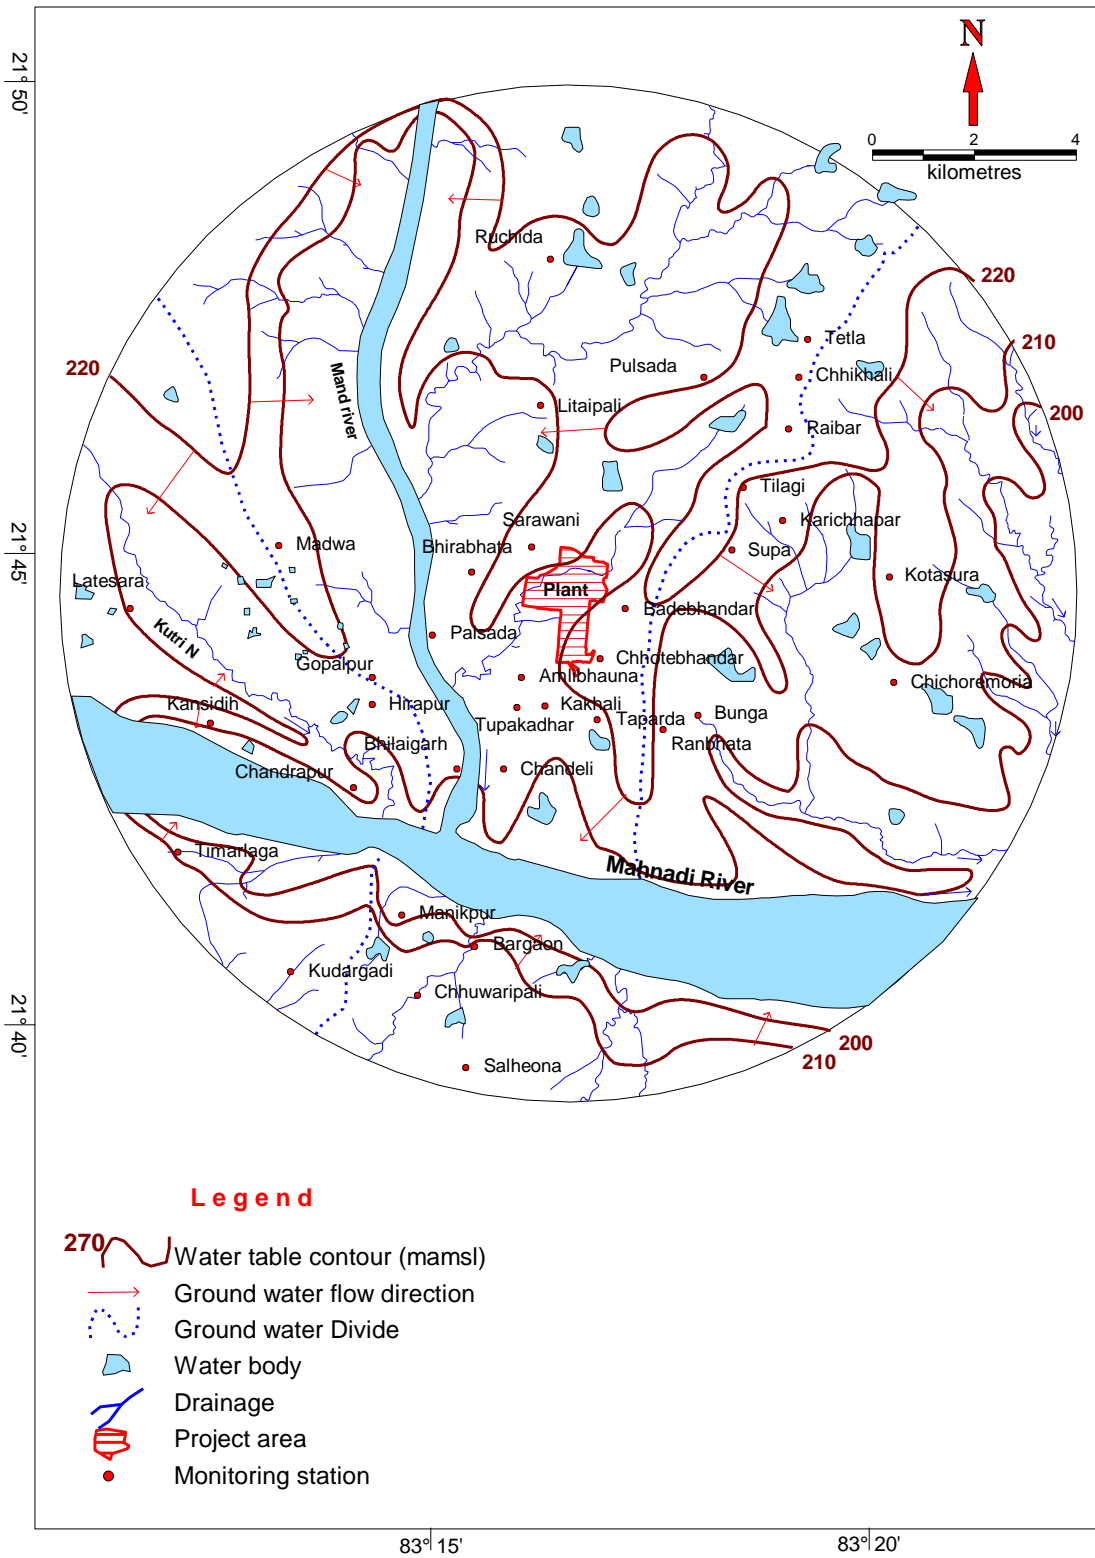 N
21° 50'
0 2 4
kilometres
Ruchida
220
210
Tetla
220
Mand river
Pulsada
Chhikhali
200
Litaipali
Raibar
Tilagi
Sarawani
Karichhapar
Madwa
Bhirabhata
Supa
21° 45'
Latesara
Plant
Kotasura
Badebhandar
Kutri N
Palsada
Gopalpur
Chhotebhandar
Amlibhauna
Chichoremoria
Kansidih
Hirapur
Kakhali
Tupakadhar
Taparda
Bunga
Ranbhata
Bhilaigarh
Chandrapur
Chandeli
Timarlaga
Mahnadi River
Manikpur
Bargaon
Kudargadi
Chhuwaripali
21° 40'
200
210
Salheona
Legend
270
Water table contour (mamsl)
Ground water flow direction
Ground water Divide
Water body
Drainage
Project area
Monitoring station
83° 15'
83° 20'